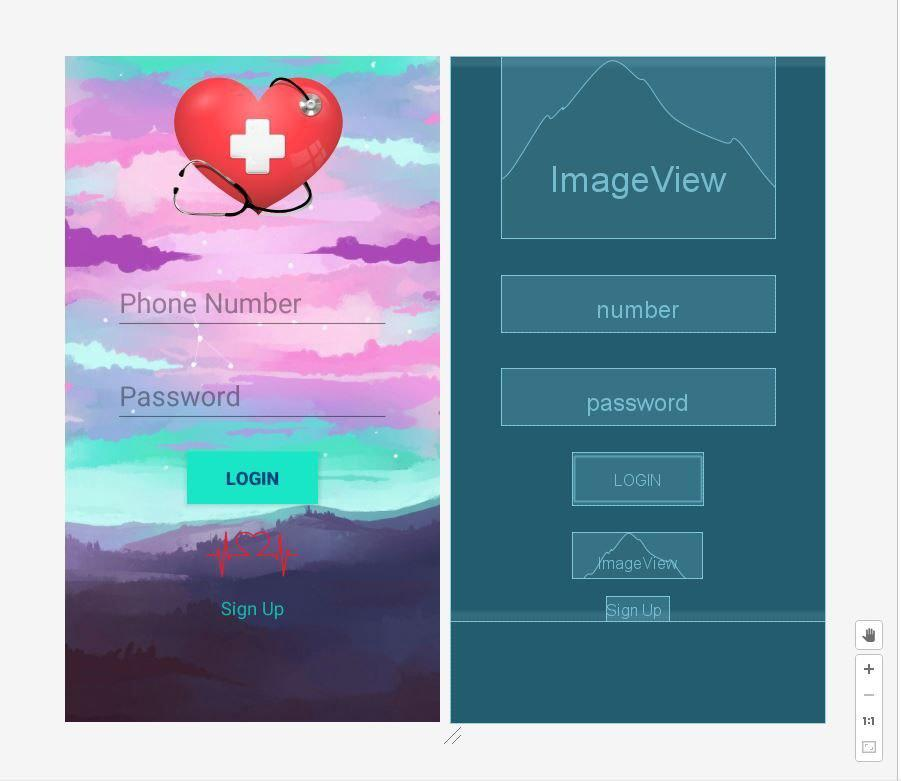 Phone Number
Password
LOGIN
Sign Up
ImageView
number
password
LOGIN
ImageView
Sign Up
1:1